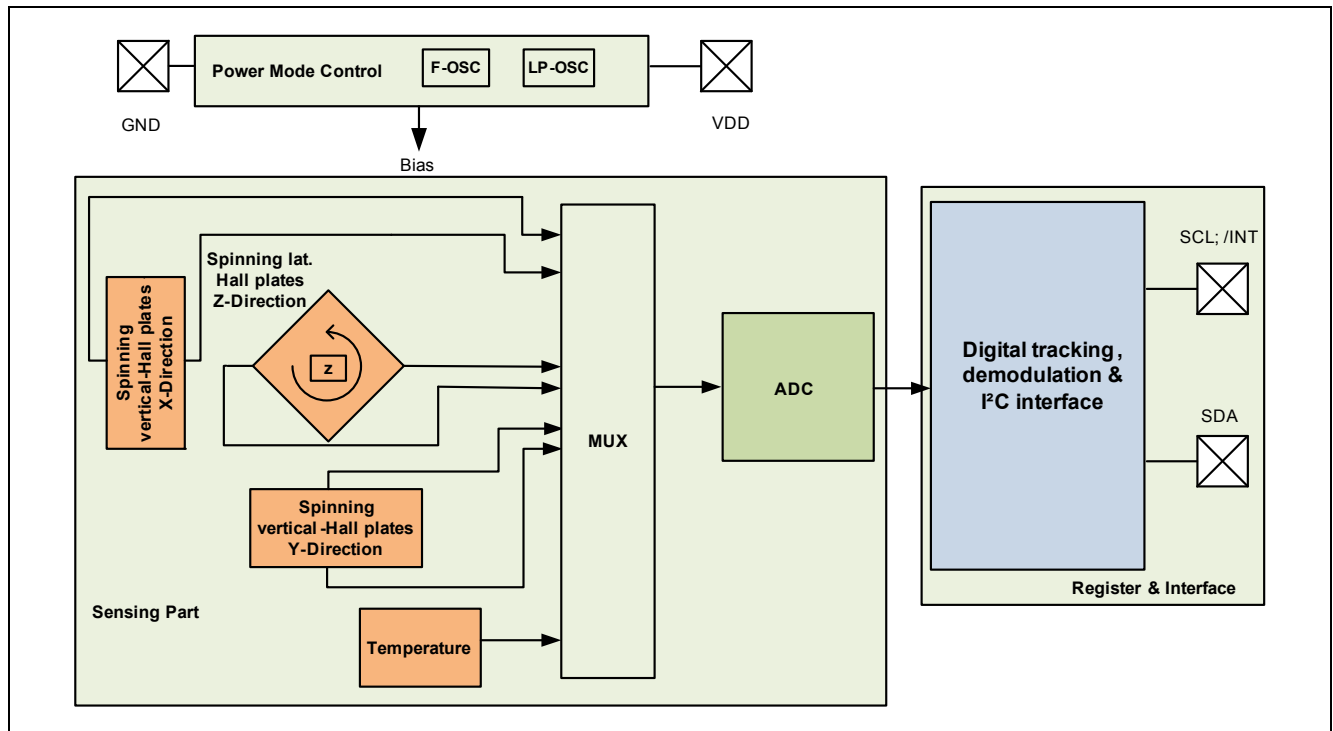 Power Mode Control
F-OSC
LP-OSC
GND
VDD
Bias
Spinning
vertical-Hall plates
X-Direction
Spinning lat.
Hall plates
Z-Direction
z
Spinning
vertical-Hall plates
Y-Direction
Temperature
Sensing Part
MUX
ADC
Digital tracking,
demodulation &
I²C interface
SCL; /INT
SDA
Register & Interface